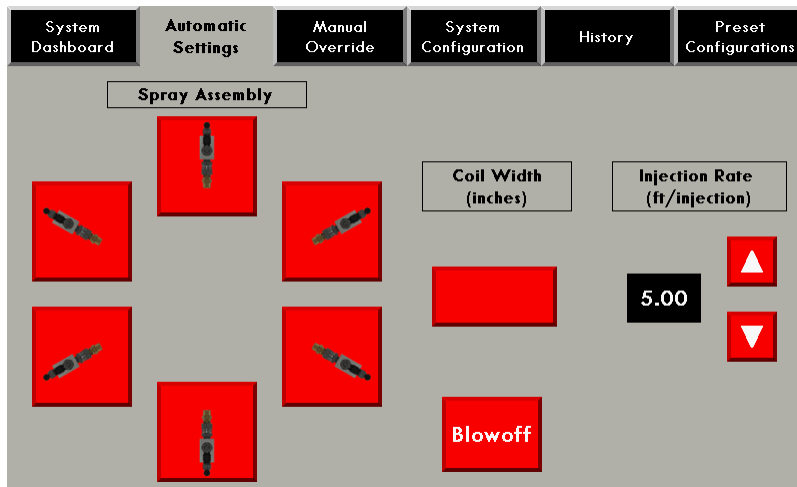 System
Dashboard
Automatic
Settings
Manual
Override
System
Configuration
History
Preset
Configurations
Spray Assembly
Coil Width
(inches)
Injection Rate
(ft/injection)
5.00
Blowoff